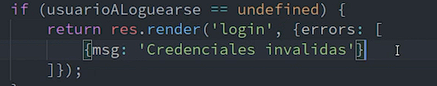 if (usuarioALoguearse == undefined) {
return res.render('login', {errors: [
{msg: 'Credenciales invalidas'}
]});